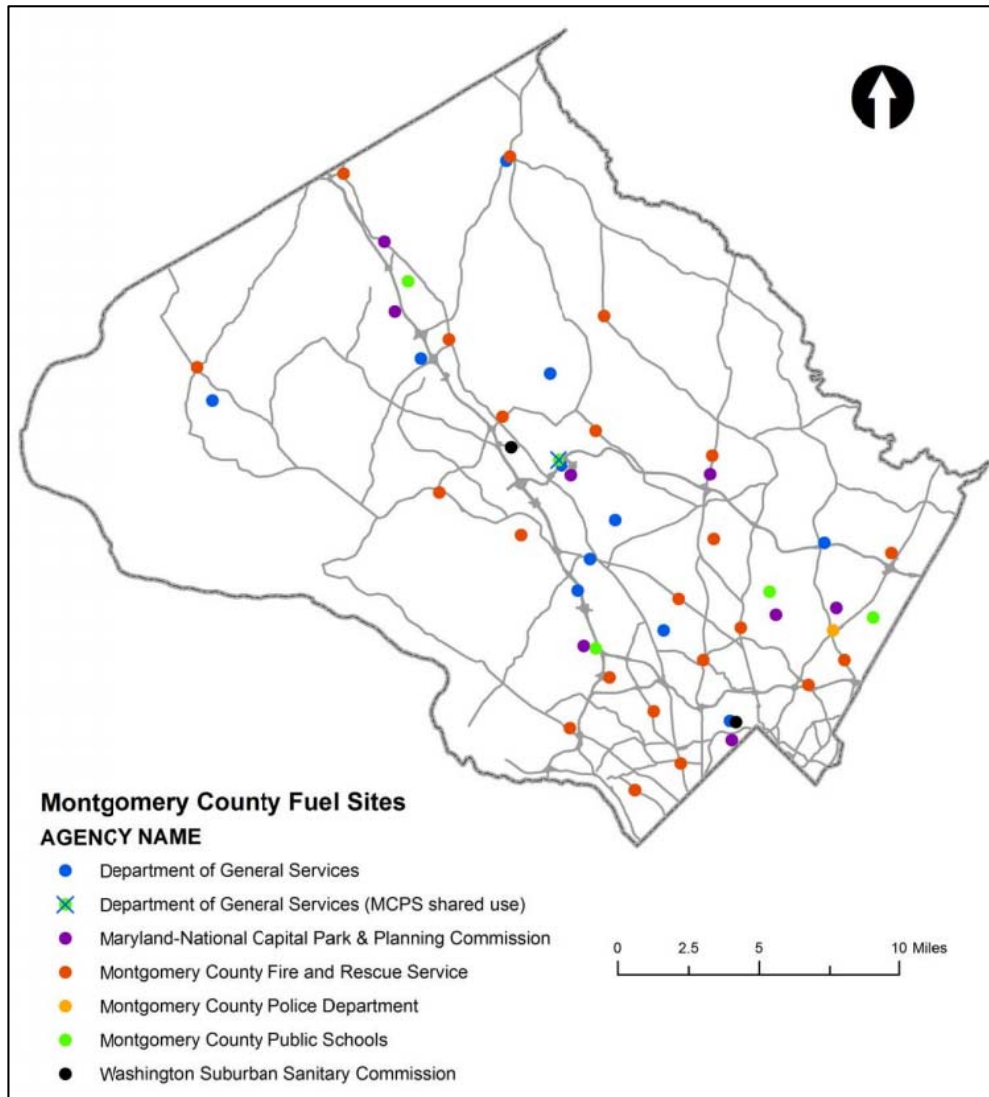 Montgomery County Fuel Sites
AGENCY NAME
Department of General Services
Department of General Services (MCPS shared use)
Maryland-National Capital Park & Planning Commission
Montgomery County Fire and Rescue Service
Montgomery County Police Department
Montgomery County Public Schools
Washington Suburban Sanitary Commission
0 2.5 5 10 Miles